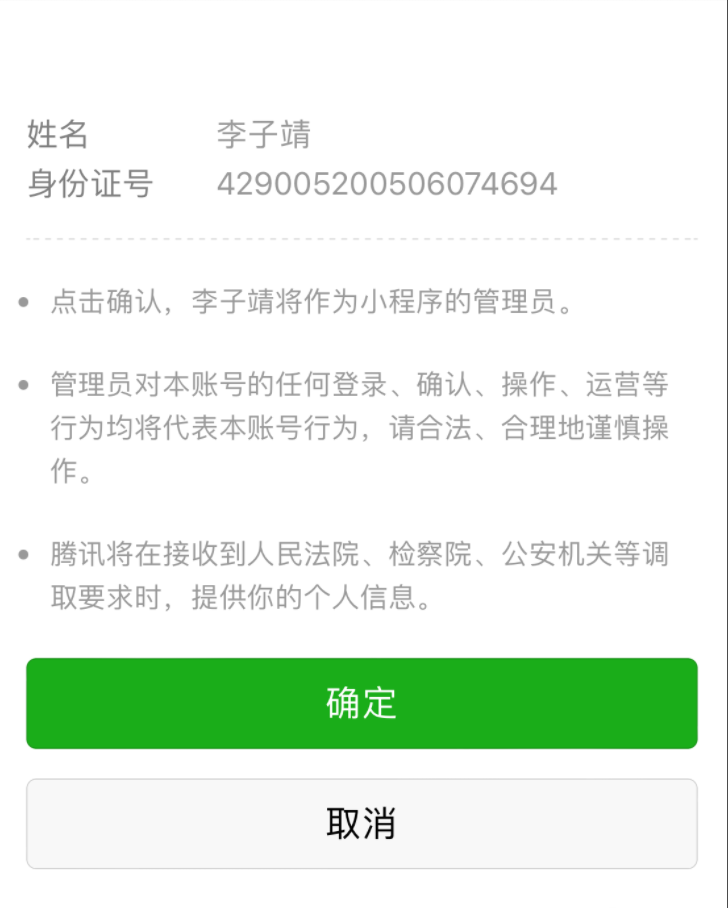 姓名 李子靖
身份证号 429005200506074694
点击确认，李子靖将作为小程序的管理员。
管理员对本账号的任何登录、确认、操作、运营等
行为均将代表本账号行为，请合法、合理地谨慎操
作。
腾讯将在接收到人民法院、检察院、公安机关等调
取要求时，提供你的个人信息。
确定
取消